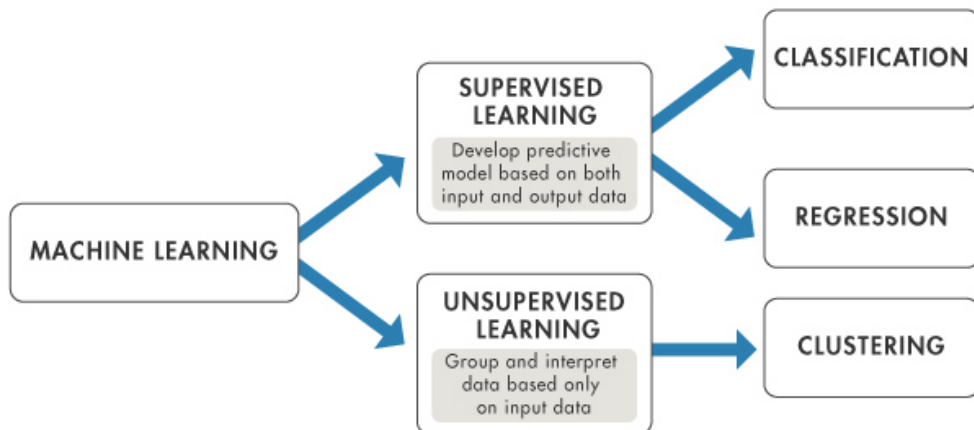 MACHINE LEARNING
SUPERVISED
LEARNING
Develop predictive
model based on both
input and output data
UNSUPERVISED
LEARNING
Group and interpret
data based only
on input data
CLASSIFICATION
REGRESSION
CLUSTERING